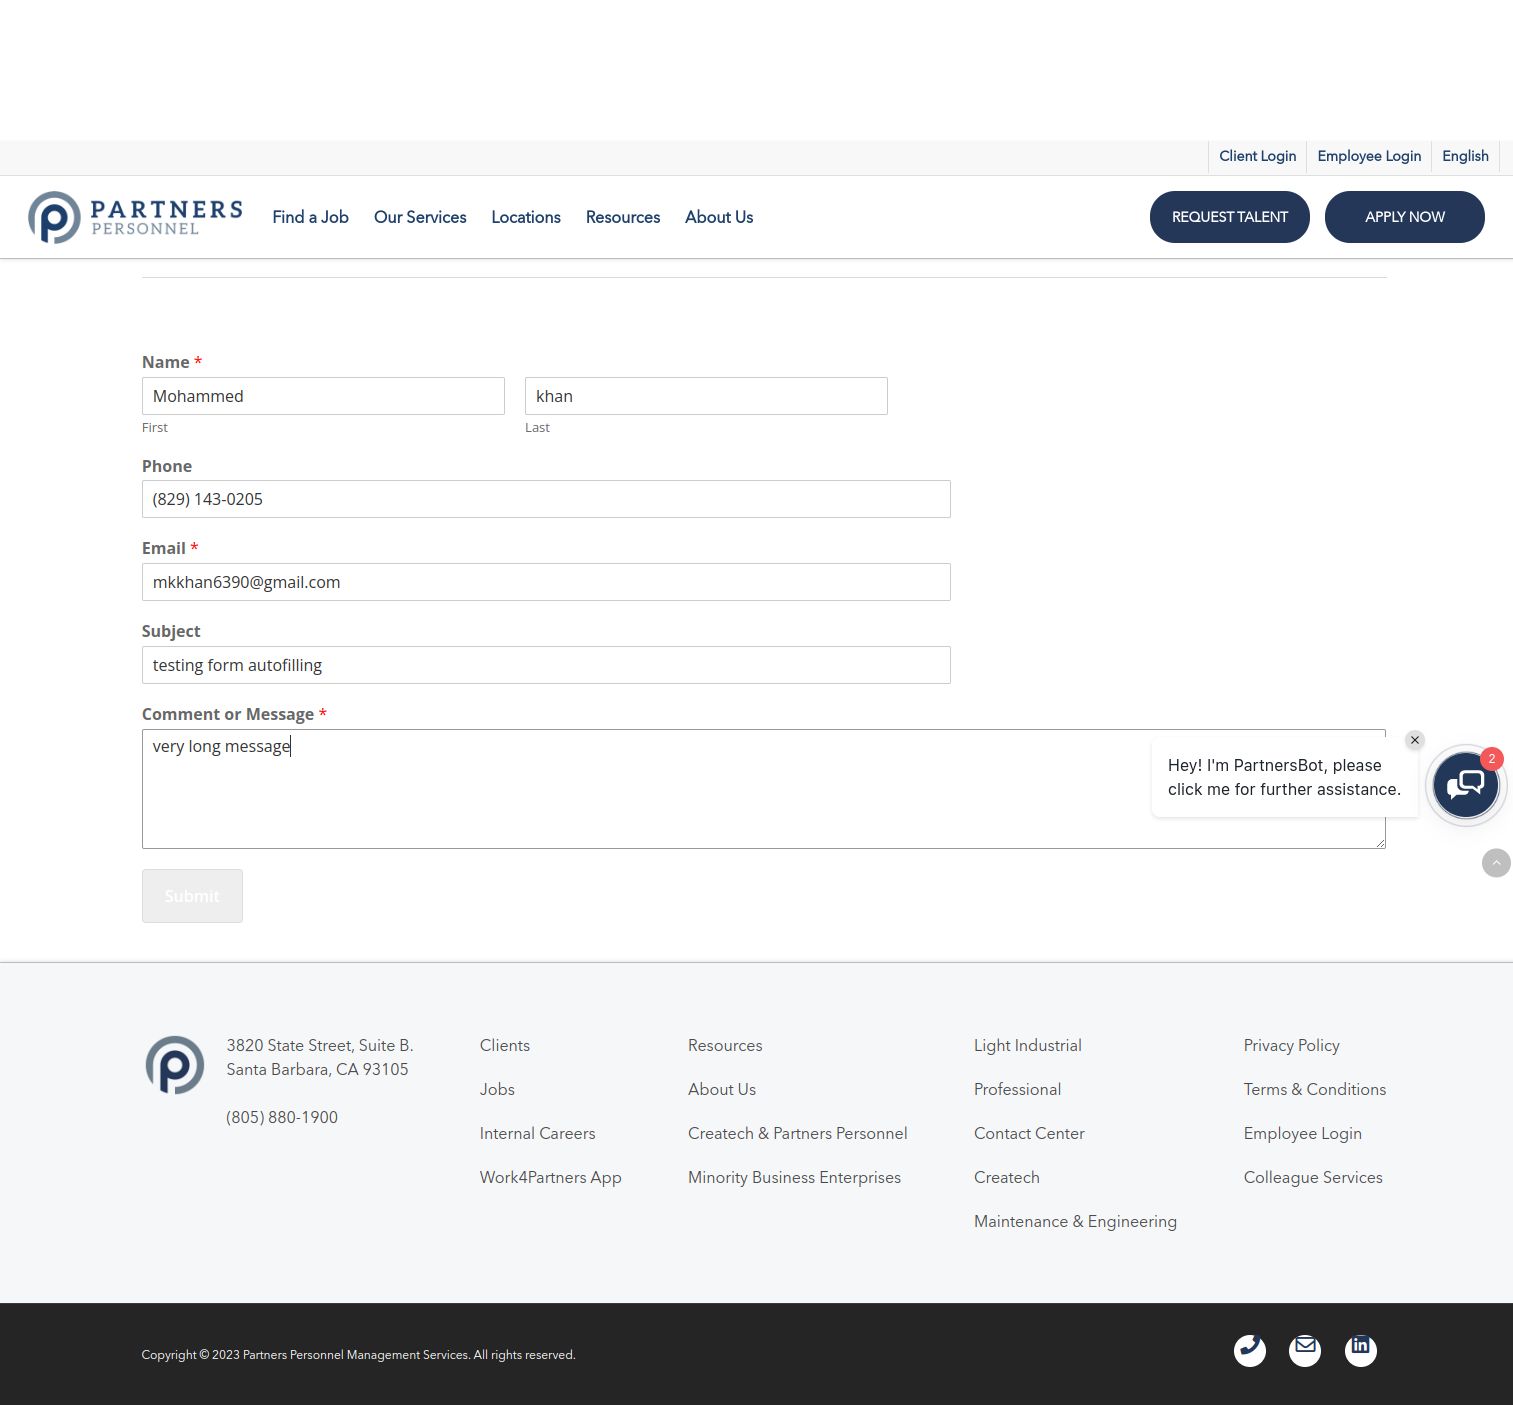 Client Login
Employee Login
English
PARTNERS
PERSONNEL
Find a Job
Our Services
Locations
Resources
About Us
REQUEST TALENT
APPLY NOW
Name *
Mohammed
khan
First
Last
Phone
(829) 143-0205
Email *
mkkhan6390@gmail.com
Subject
testing form autofilling
Comment or Message *
very long message
Hey! I'm PartnersBot, please
click me for further assistance.
2
Submit
3820 State Street, Suite B.
Santa Barbara, CA 93105
(805) 880-1900
Clients
Jobs
Internal Careers
Work4Partners App
Resources
About Us
Createch & Partners Personnel
Minority Business Enterprises
Light Industrial
Professional
Contact Center
Createch
Maintenance & Engineering
Privacy Policy
Terms & Conditions
Employee Login
Colleague Services
Copyright © 2023 Partners Personnel Management Services. All rights reserved.